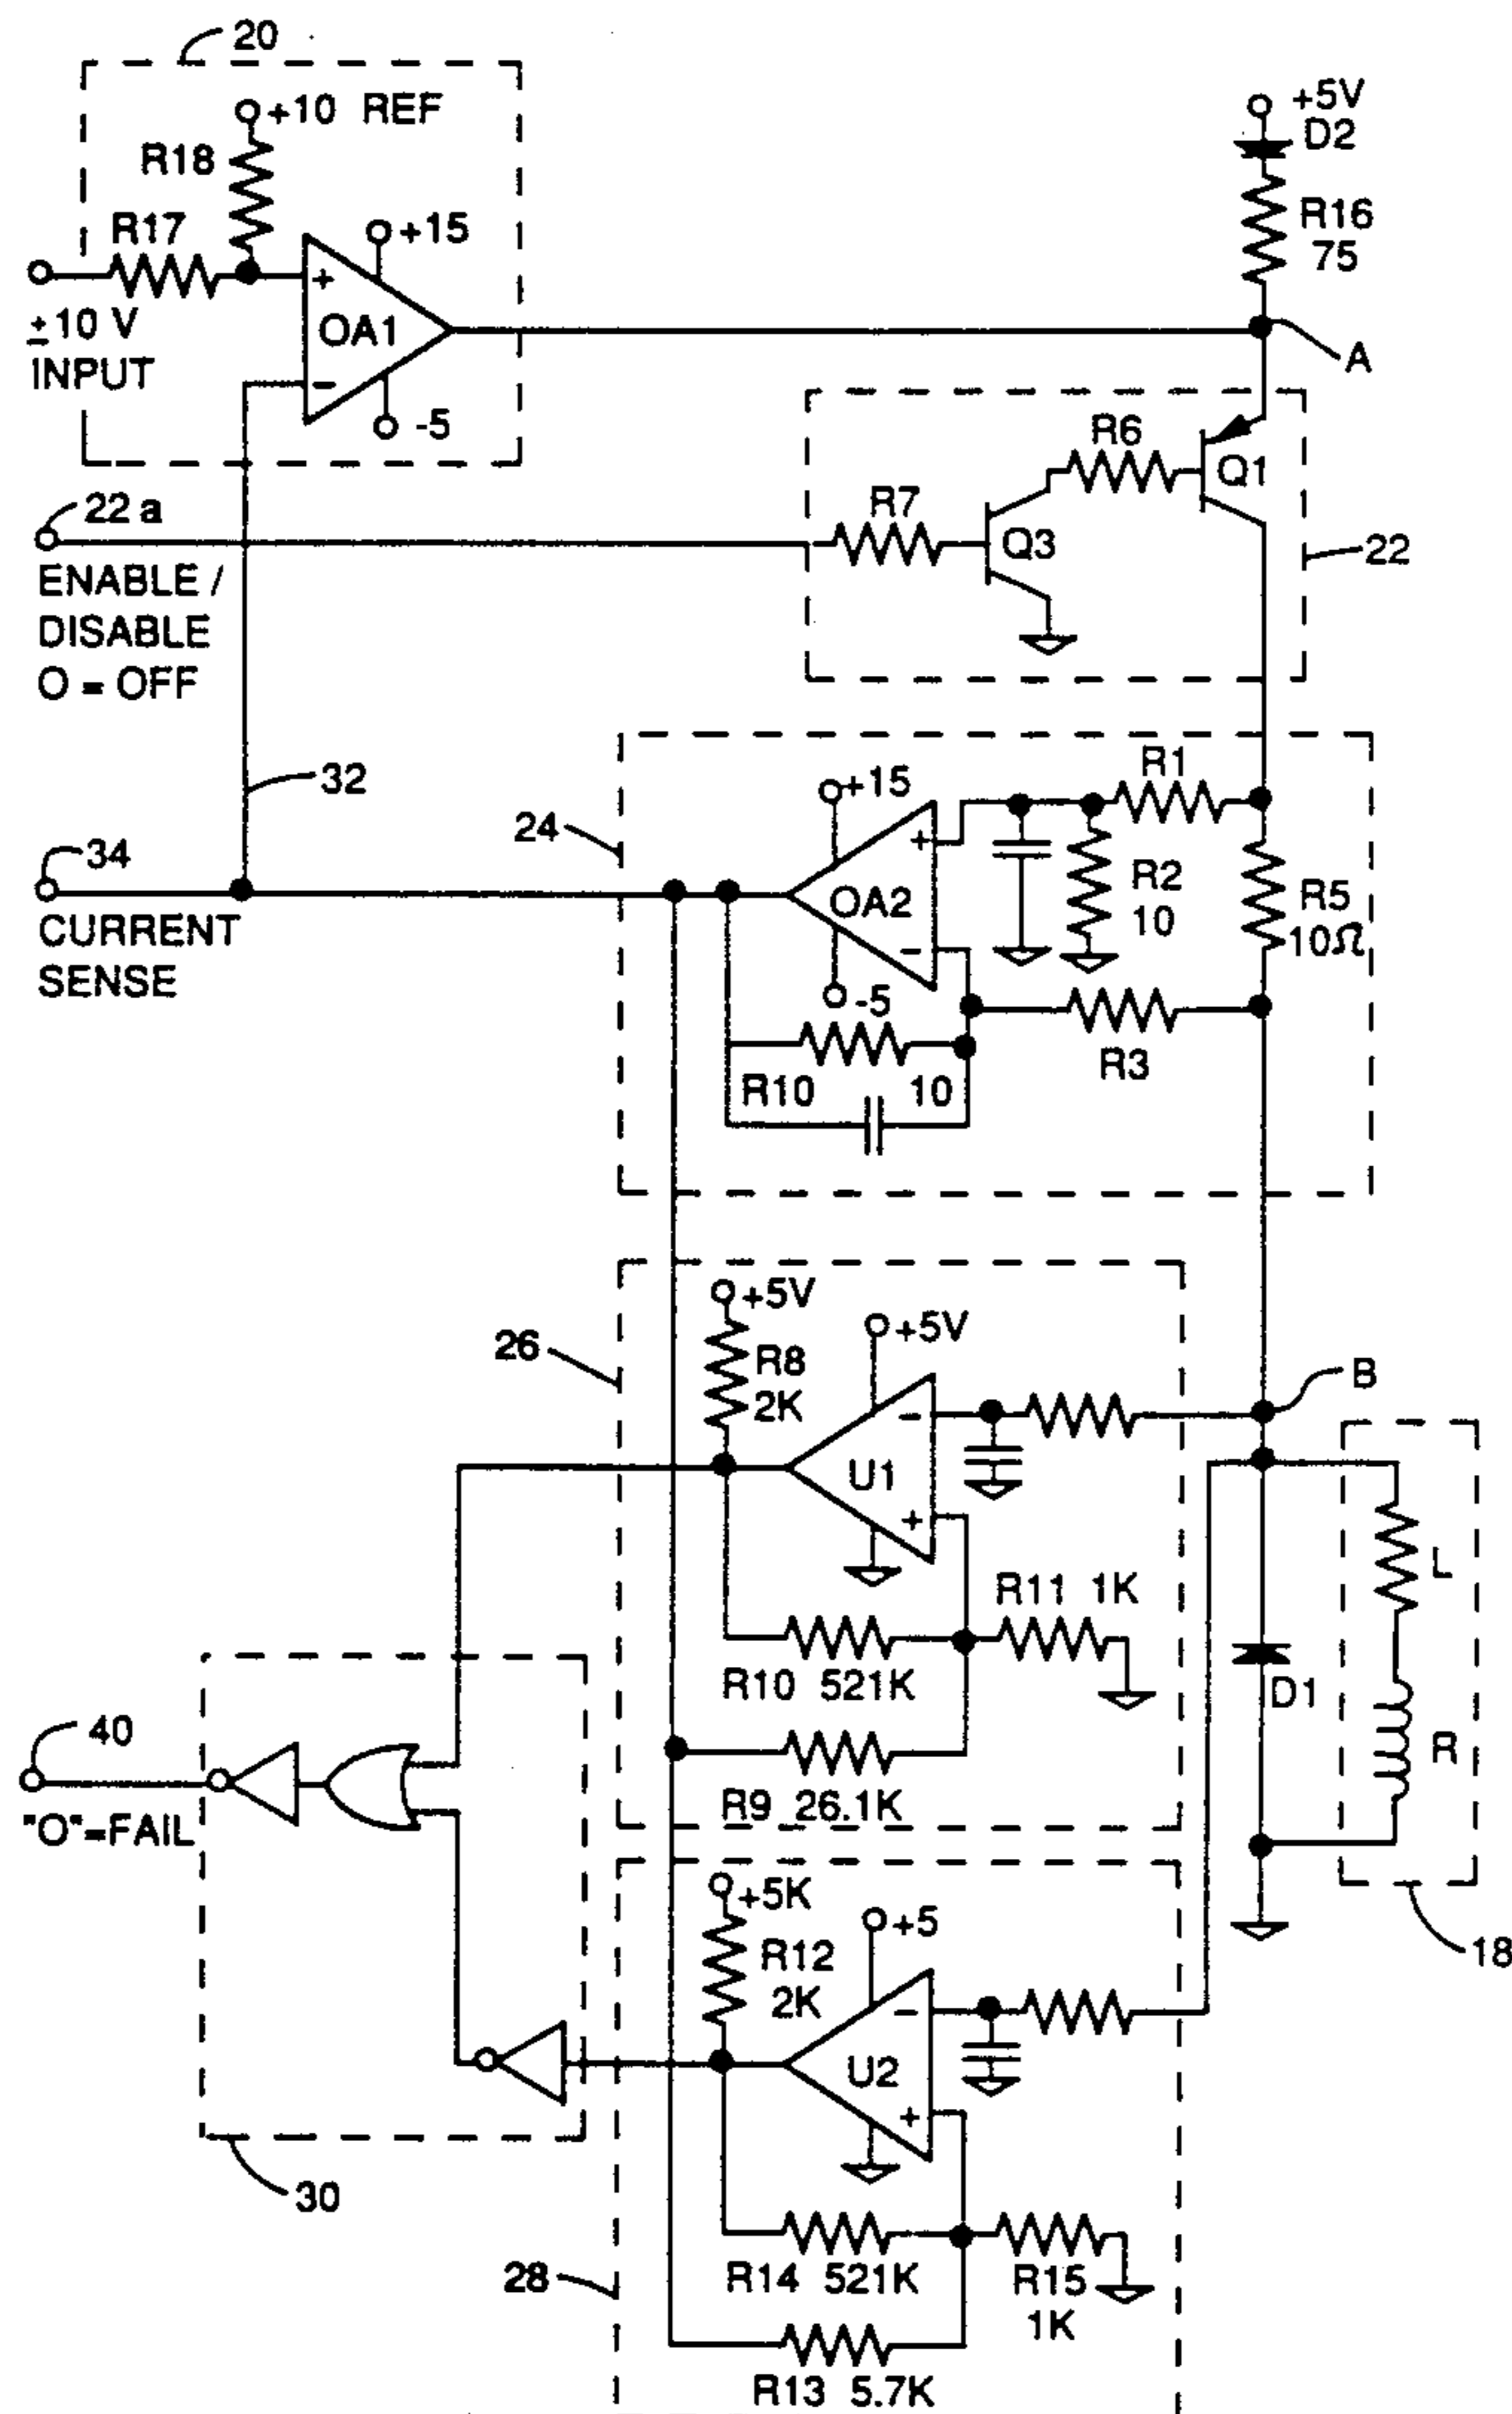 20
+10 REF
R18
R17
+15
+
OA1
-
-5
±10 V
INPUT
+5V
D2
R16
75
A
R6
Q1
R7
Q3
22
22 a
ENABLE /
DISABLE
O = OFF
32
34
CURRENT
SENSE
24
+15
R1
+
OA2
-
-5
R2
10
R5
10Ω
R3
R10 10
26
+5V
R8
2K
+5V
-
U1
+
B
R11 1K
R10 521K
R9 26.1K
L
D1
R
18
40
"O"=FAIL
30
28
+5K
R12
2K
+5
-
U2
+
R14 521K
R15
1K
R13 5.7K